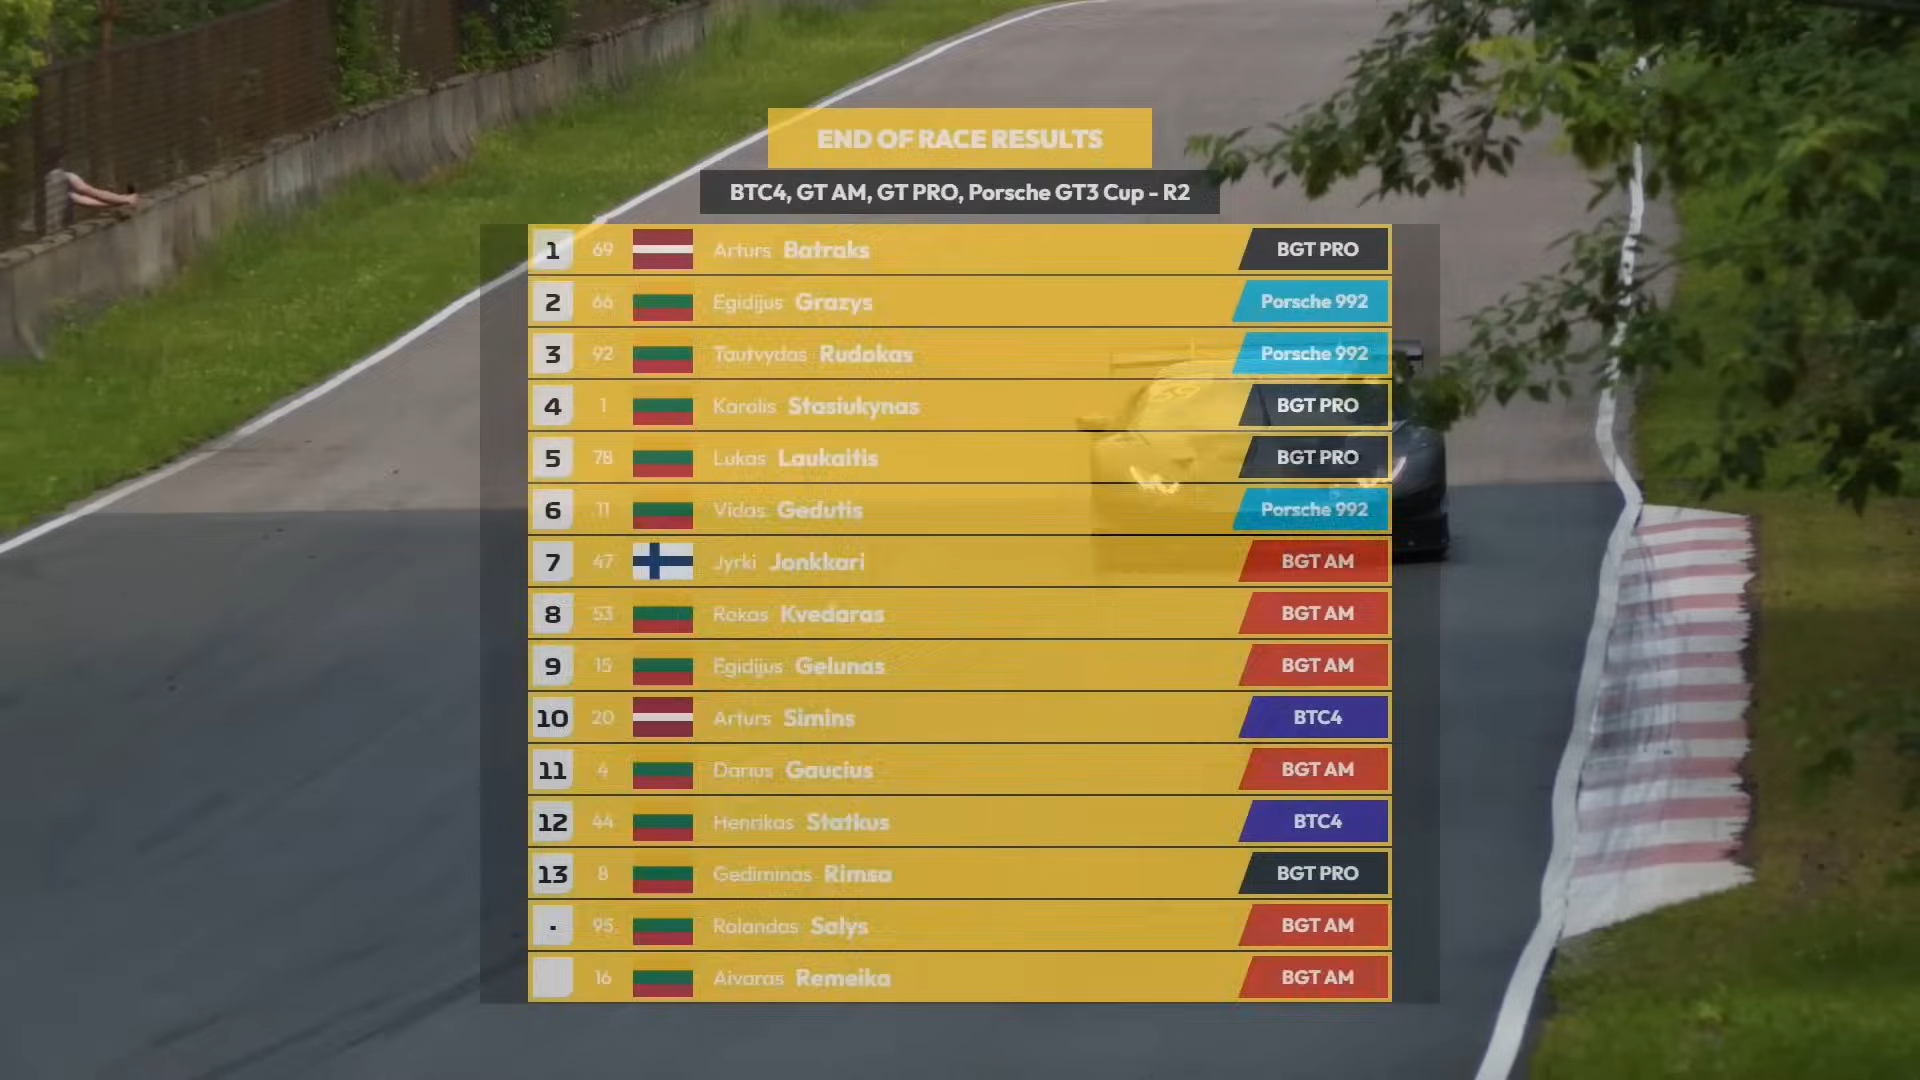 END OF RACE RESULTS
BTC4, GT AM, GT PRO, Porsche GT3 Cup - R2
1 69 Arturs Batraks BGT PRO
2 66 Egidijus Grazys Porsche 992
3 92 Tautvydas Rudokas Porsche 992
4 1 Karolis Stasiukynas BGT PRO
5 78 Lukas Laukaitis BGT PRO
6 11 Vidas Gedutis Porsche 992
7 47 Jyrki Jonkkari BGT AM
8 53 Rokas Kvedaras BGT AM
9 15 Egidijus Gelunas BGT AM
10 20 Arturs Simins BTC4
11 4 Darius Gaucius BGT AM
12 44 Henrikas Statkus BTC4
13 8 Gediminas Rimsa BGT PRO
. 95 Rolandas Salys BGT AM
16 Aivaras Remeika BGT AM